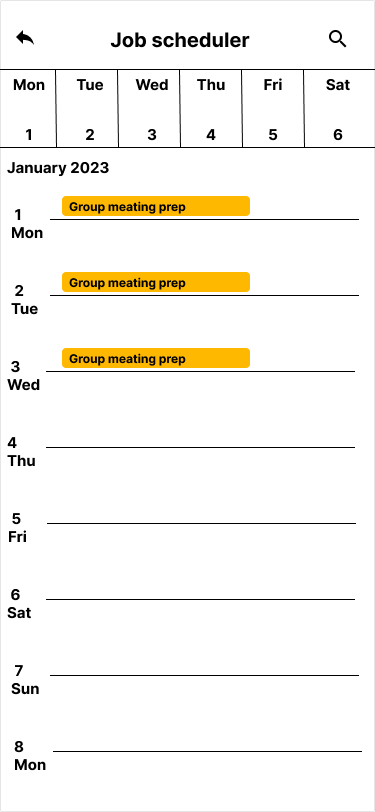 Job scheduler
Mon Tue Wed Thu Fri Sat
1 2 3 4 5 6
January 2023
Group meating prep
1
Mon
Group meating prep
2
Tue
Group meating prep
3
Wed
4
Thu
5
Fri
6
Sat
7
Sun
8
Mon